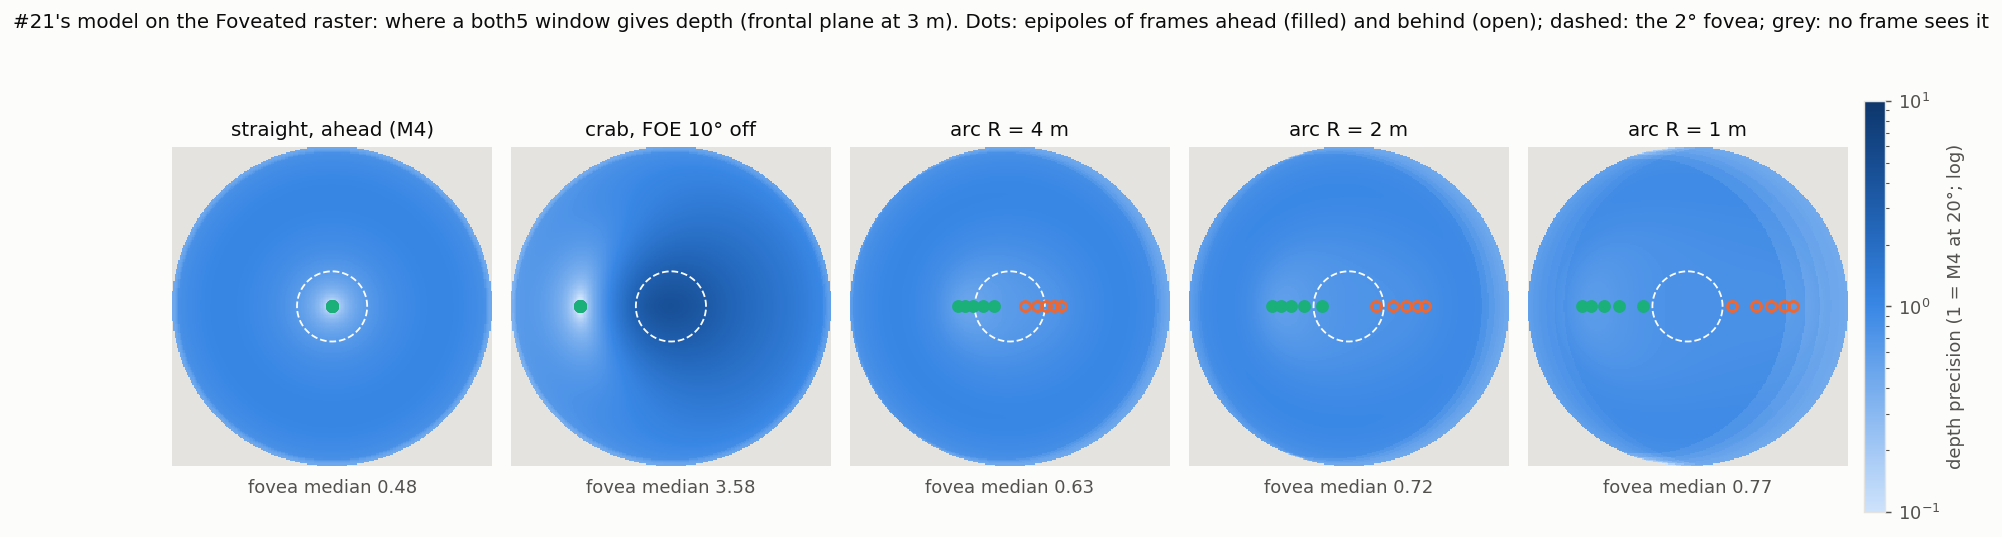 #21's model on the Foveated raster: where a both5 window gives depth (frontal plane at 3 m). Dots: epipoles of frames ahead (filled) and behind (open); dashed: the 2° fovea; grey: no frame sees it
straight, ahead (M4)
crab, FOE 10° off
arc R = 4 m
arc R = 2 m
arc R = 1 m
fovea median 0.48
fovea median 3.58
fovea median 0.63
fovea median 0.72
fovea median 0.77
10¹
10⁰
10⁻¹
depth precision (1 = M4 at 20°; log)